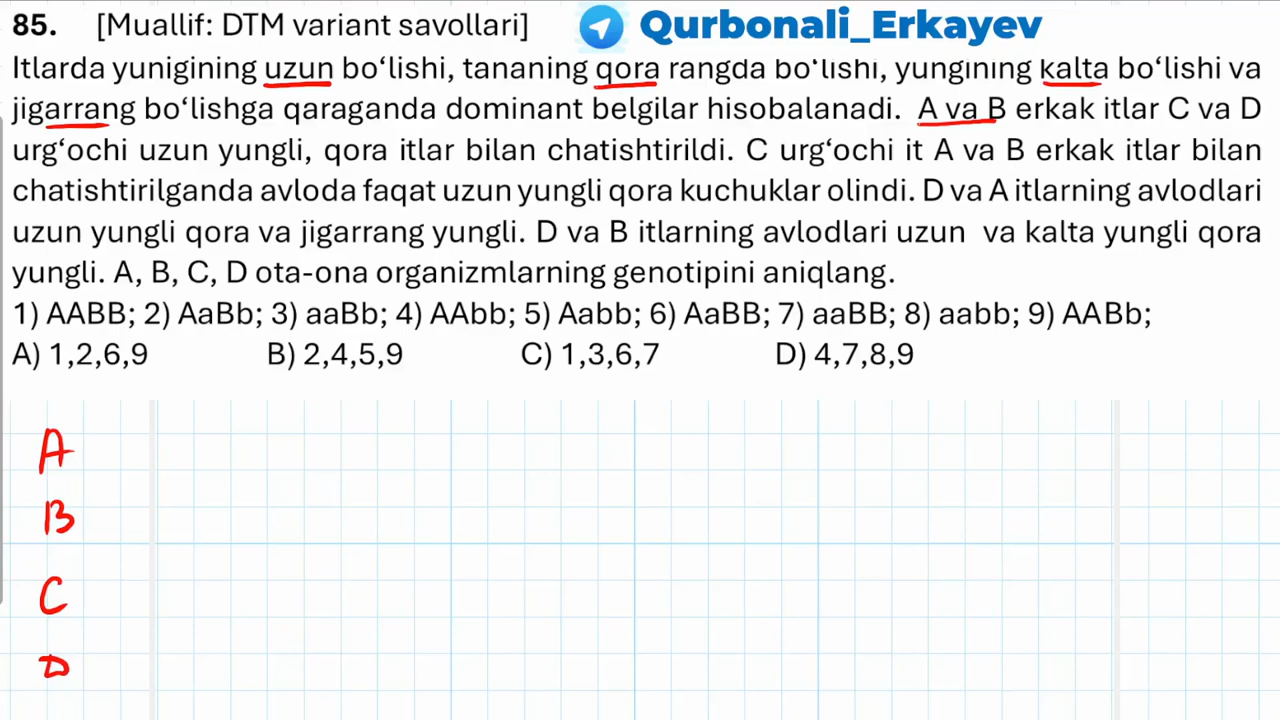 85. [Muallif: DTM variant savollari] Qurbonali_Erkayev
Itlarda yunigining uzun bo‘lishi, tananing qora rangda bo‘lishi, yungining kalta bo‘lishi va
jigarrang bo‘lishga qaraganda dominant belgilar hisobalanadi. A va B erkak itlar C va D
urg‘ochi uzun yungli, qora itlar bilan chatishtirildi. C urg‘ochi it A va B erkak itlar bilan
chatishtirilganda avloda faqat uzun yungli qora kuchuklar olindi. D va A itlarning avlodlari
uzun yungli qora va jigarrang yungli. D va B itlarning avlodlari uzun va kalta yungli qora
yungli. A, B, C, D ota-ona organizmlarning genotipini aniqlang.
1) AABB; 2) AaBb; 3) aaBb; 4) AAbb; 5) Aabb; 6) AaBB; 7) aaBB; 8) aabb; 9) AABb;
A) 1,2,6,9 B) 2,4,5,9 C) 1,3,6,7 D) 4,7,8,9
A
B
C
D